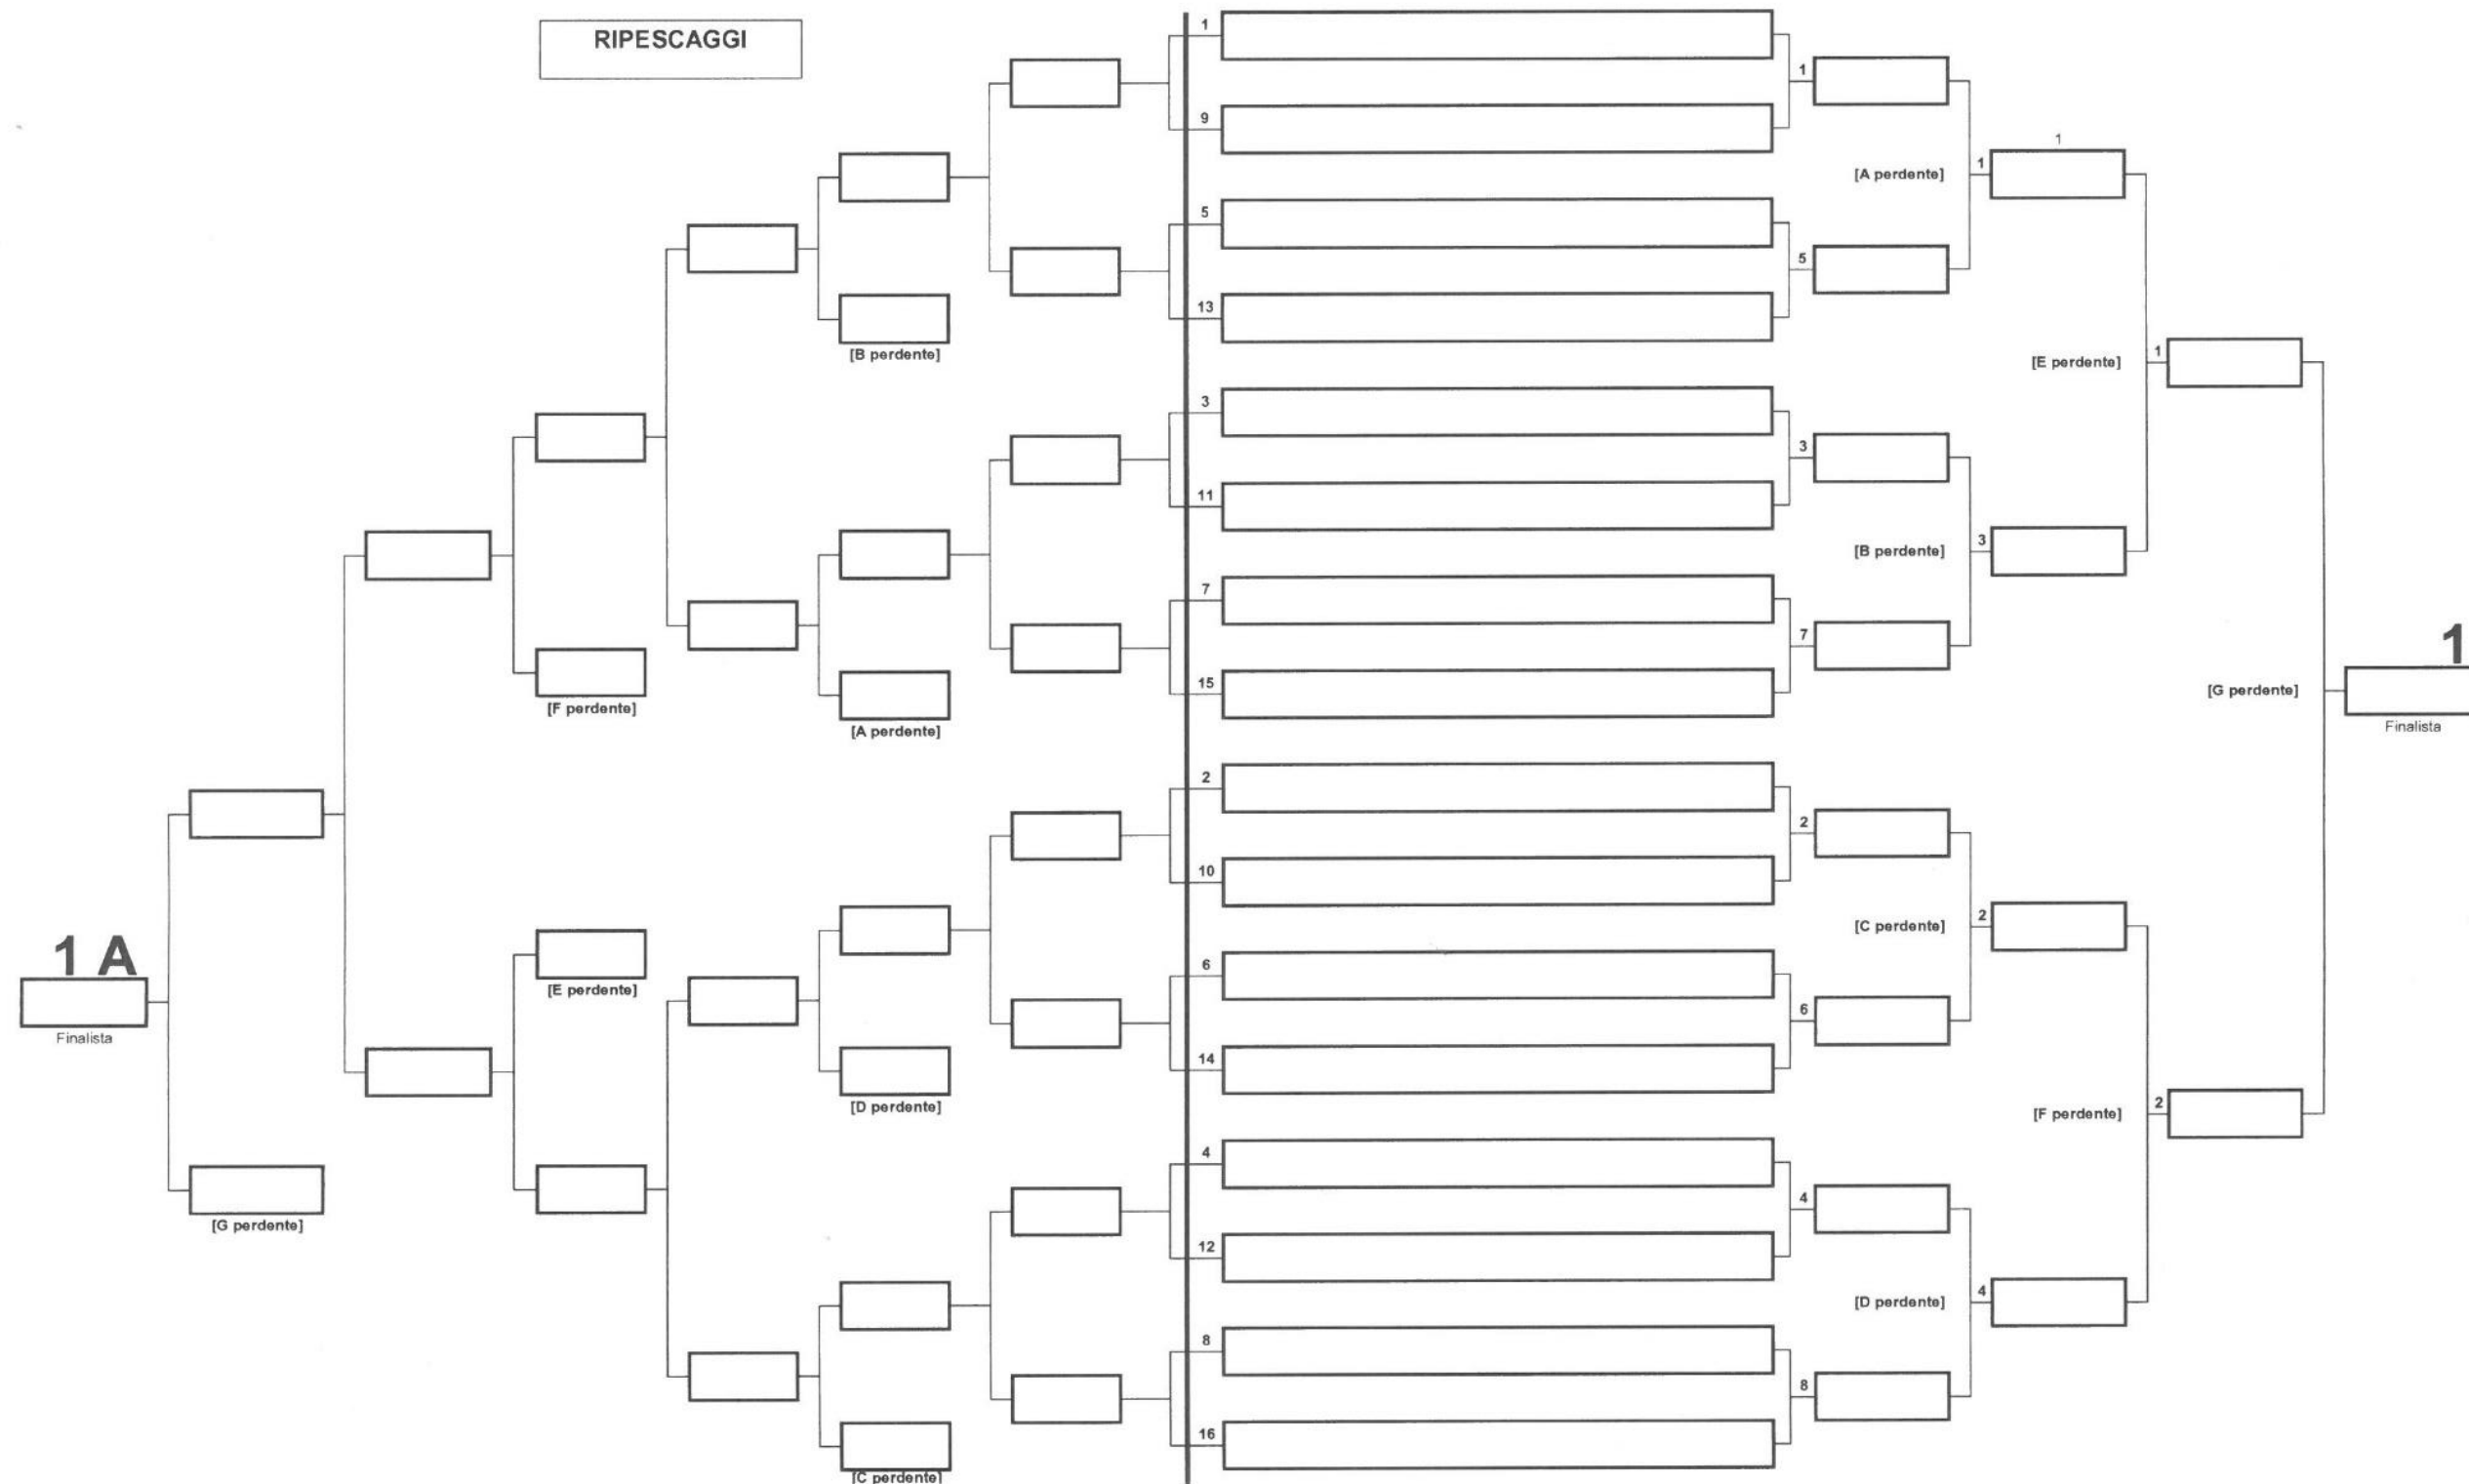 RIPESCAGGI
1
9
5
13
3
11
7
15
2
10
6
14
4
12
8
16
1
5
3
7
2
6
4
8
[A perdente]
[B perdente]
[C perdente]
[D perdente]
1
1
3
2
4
[E perdente]
[F perdente]
1
2
[G perdente]
1
Finalista
[B perdente]
[A perdente]
[D perdente]
[C perdente]
[F perdente]
[E perdente]
[G perdente]
1 A
Finalista